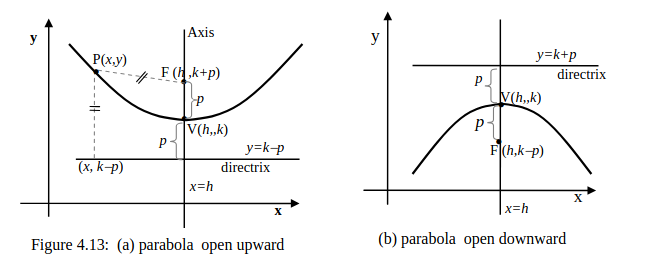 y
Axis
P(x,y)
F (h ,k+p)
p
V(h,,k)
p
y=k−p
(x, k−p)
directrix
x=h
x
Figure 4.13: (a) parabola open upward
y
y=k+p
directrix
p
V(h,,k)
p
F (h,k−p)
x
x=h
(b) parabola open downward